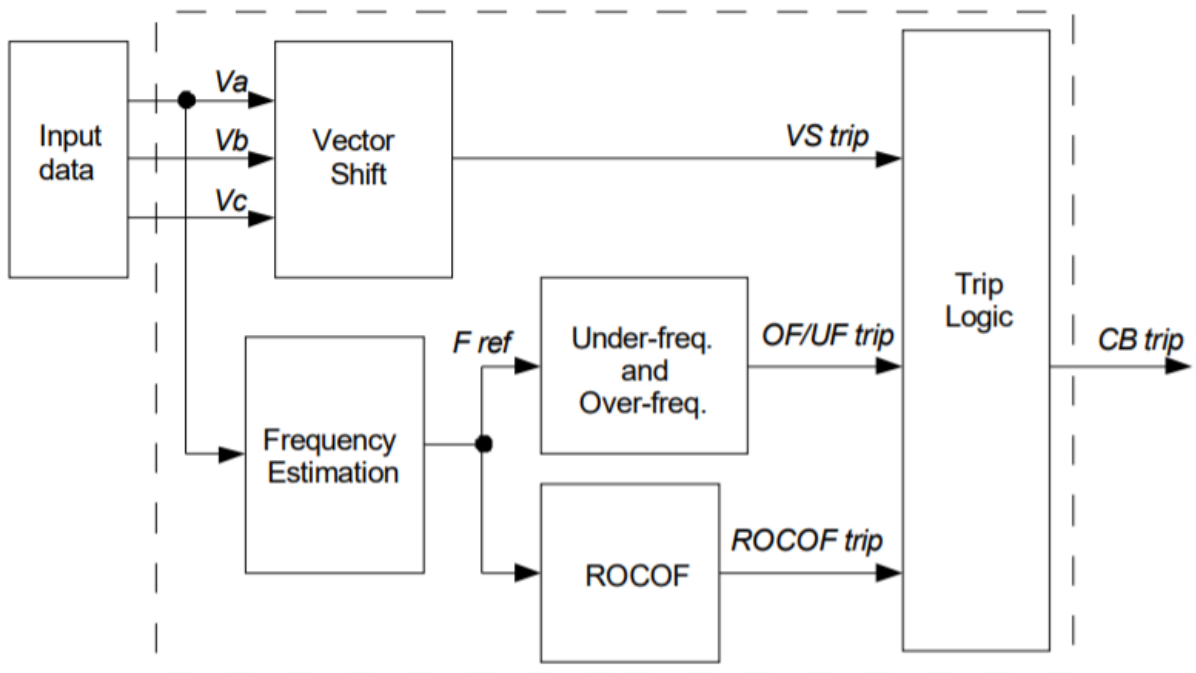 Input
data
Va
Vb
Vc
Vector
Shift
VS trip
Frequency
Estimation
F ref
Under-freq.
and
Over-freq.
OF/UF trip
ROCOF
ROCOF trip
Trip
Logic
CB trip